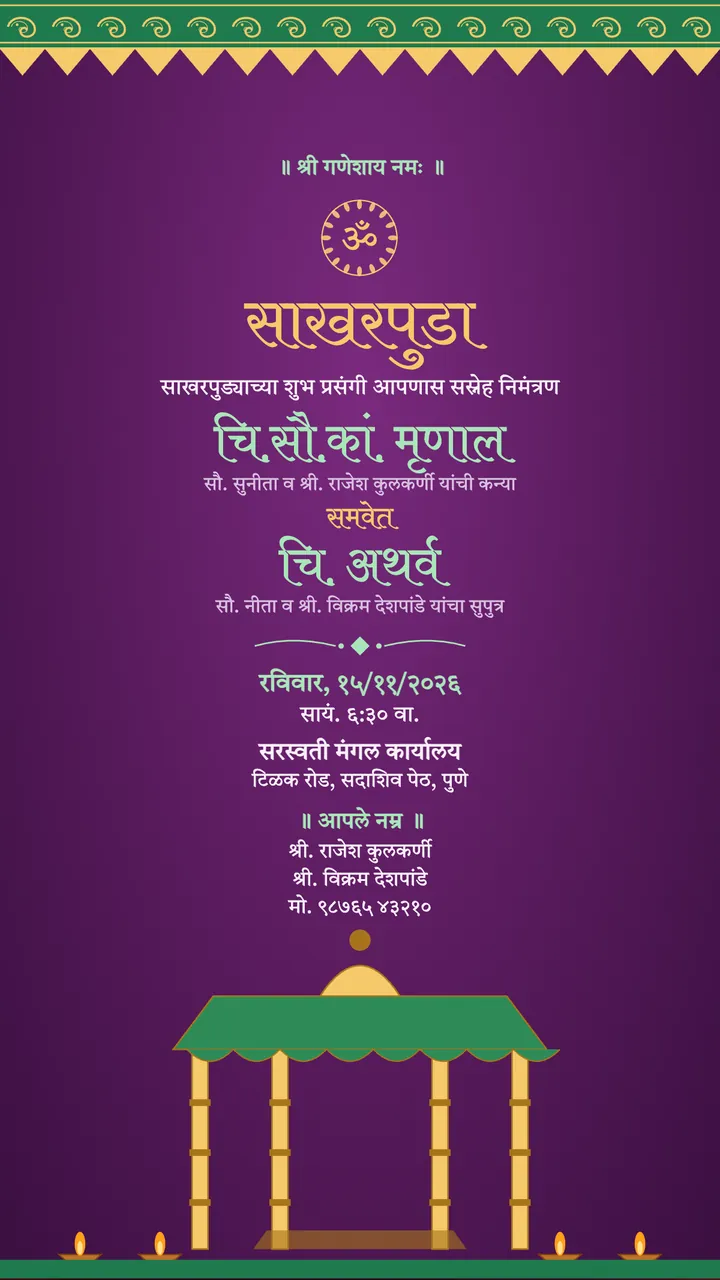 ॥ श्री गणेशाय नमः ॥
ॐ
साखरपुडा
साखरपुड्याच्या शुभ प्रसंगी आपणास सस्नेह निमंत्रण
चि.सौ.कां. मृणाल
सौ. सुनीता व श्री. राजेश कुलकर्णी यांची कन्या
समवेत
चि. अथर्व
सौ. नीता व श्री. विक्रम देशपांडे यांचा सुपुत्र
रविवार, १५/११/२०२६
सायं. ६:३० वा.
सरस्वती मंगल कार्यालय
टिळक रोड, सदाशिव पेठ, पुणे
॥ आपले नम्र ॥
श्री. राजेश कुलकर्णी
श्री. विक्रम देशपांडे
मो. ९८७६५ ४३२१०